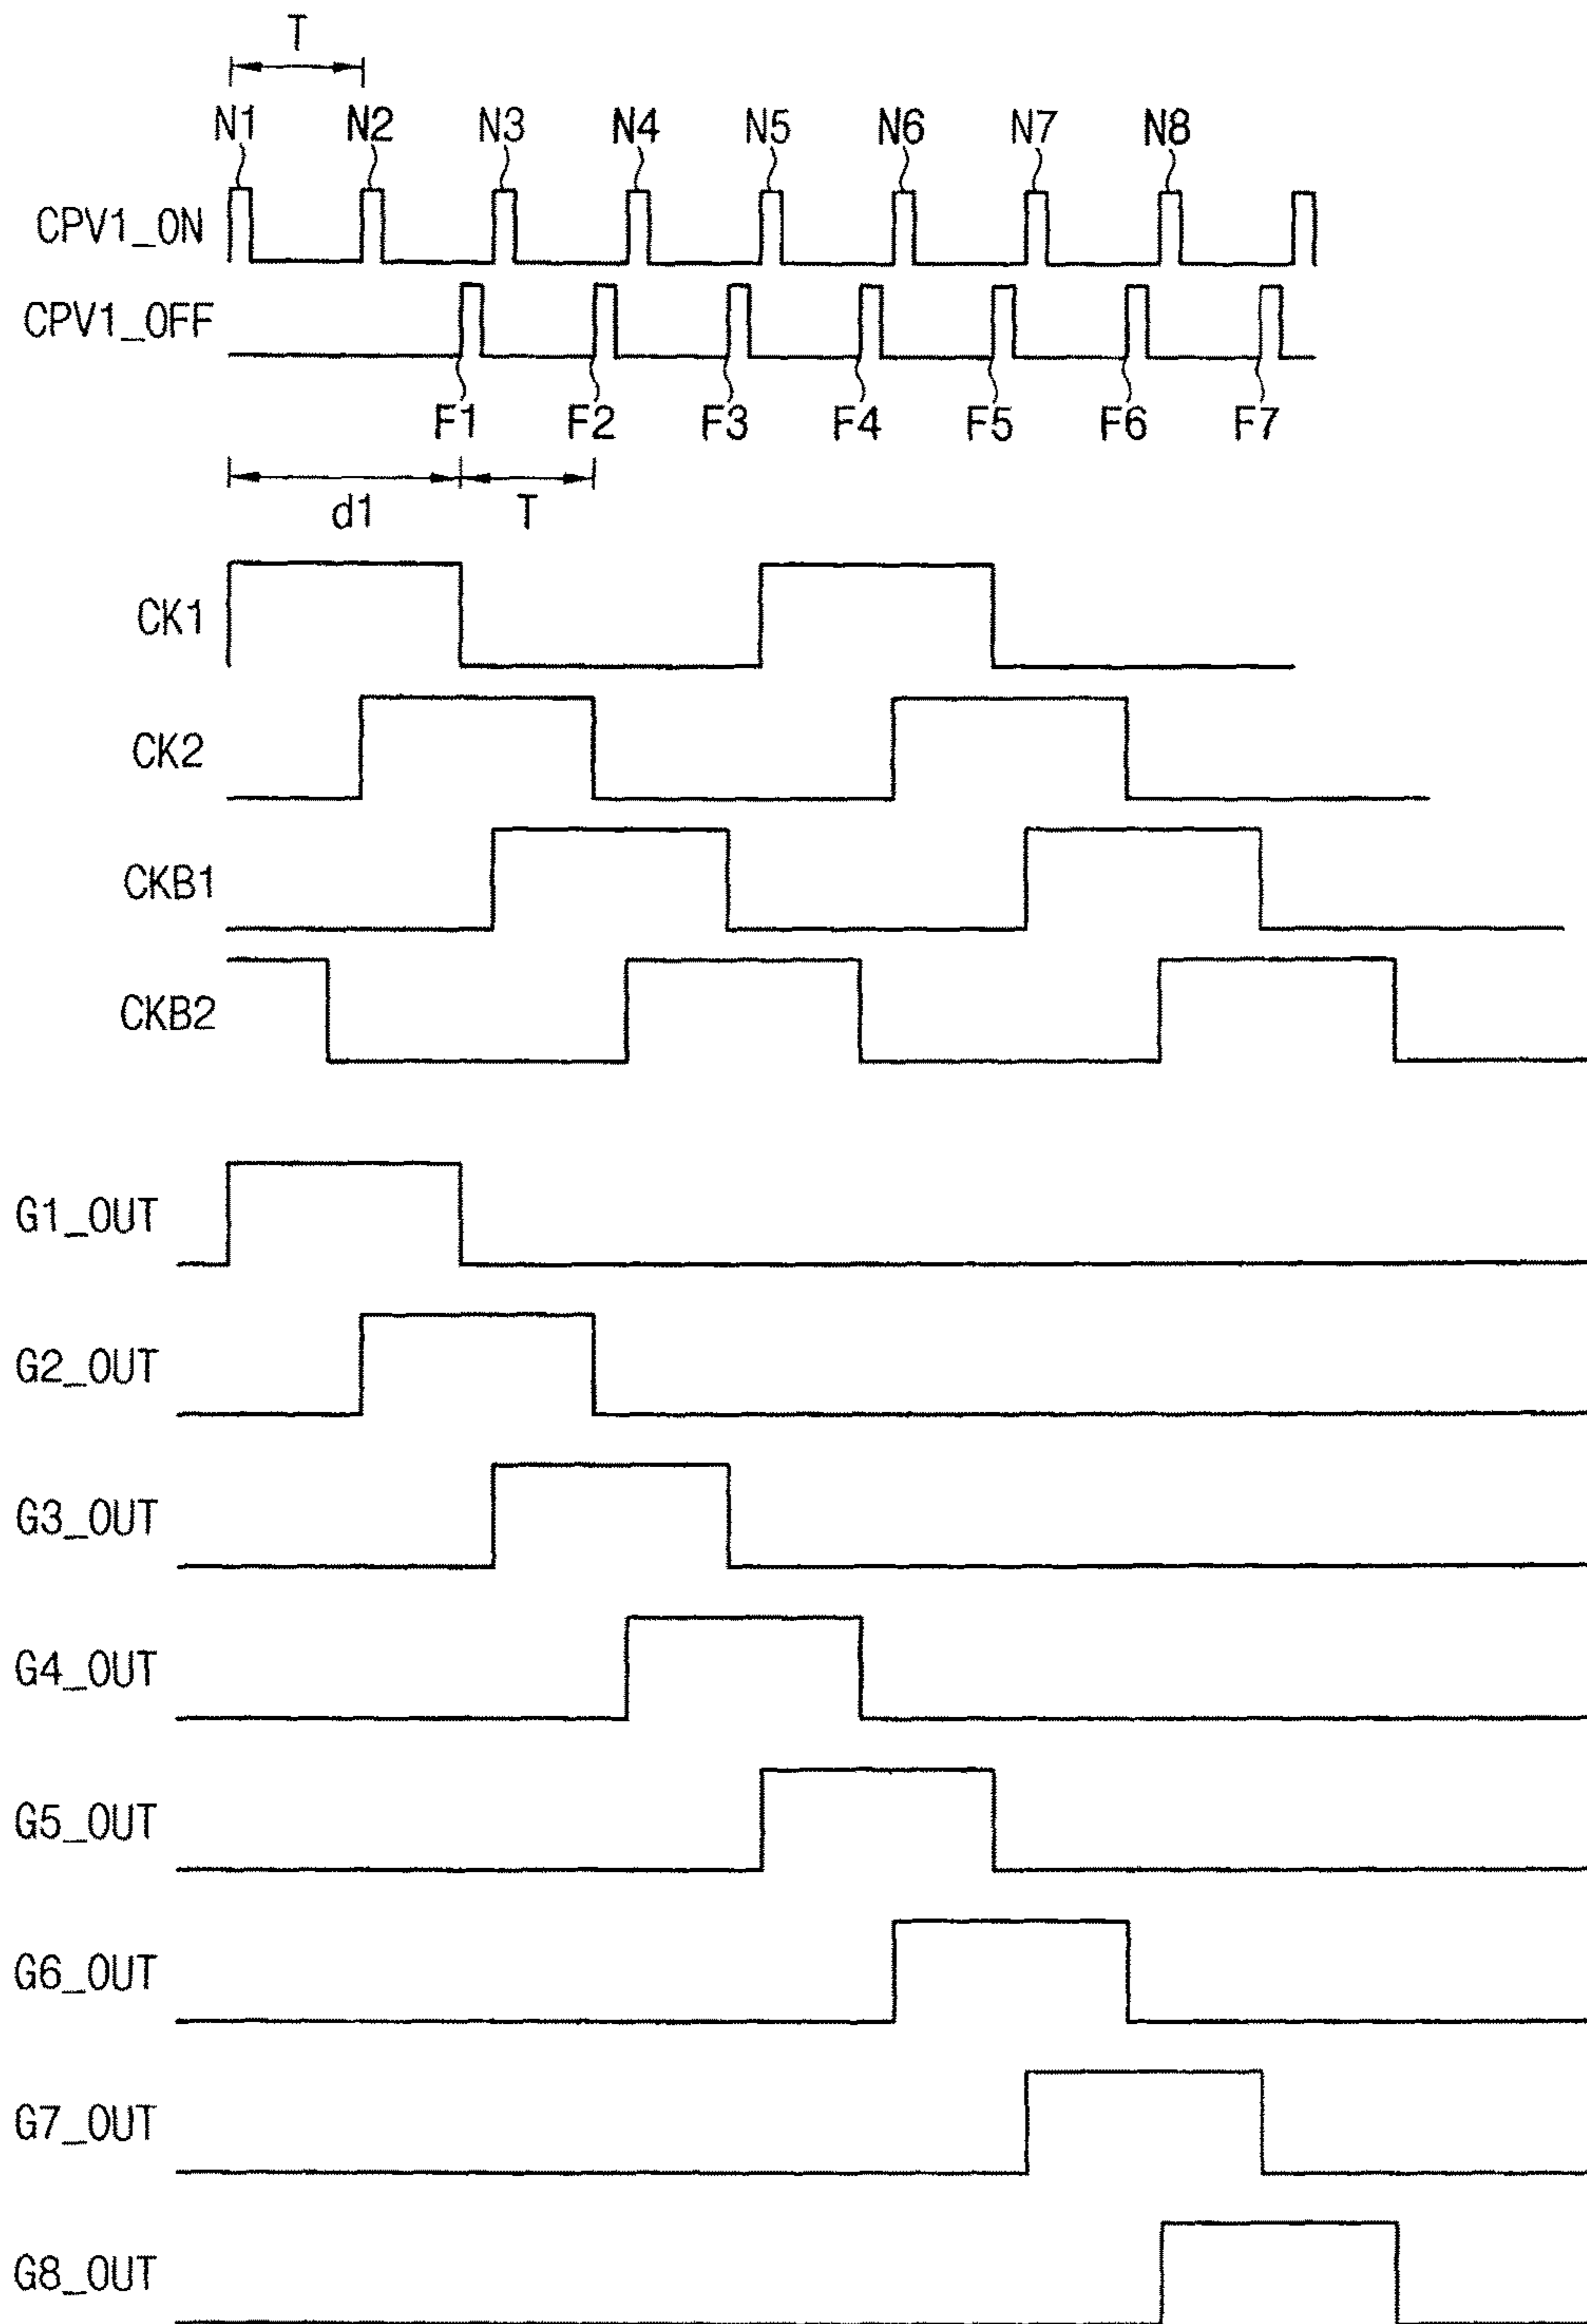 T
N1 N2 N3 N4 N5 N6 N7 N8
CPV1_ON
CPV1_OFF
F1 F2 F3 F4 F5 F6 F7
d1 T
CK1
CK2
CKB1
CKB2
G1_OUT
G2_OUT
G3_OUT
G4_OUT
G5_OUT
G6_OUT
G7_OUT
G8_OUT